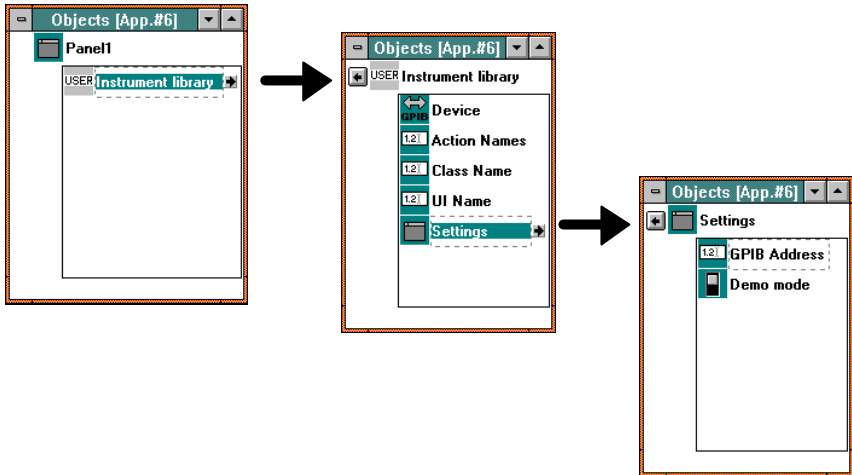 Objects [App.#6]
Panel1
USER Instrument library
Objects [App.#6]
USER Instrument library
GPIB Device
1.2 Action Names
1.2 Class Name
1.2 UI Name
Settings
Objects [App.#6]
Settings
1.2 GPIB Address
Demo mode